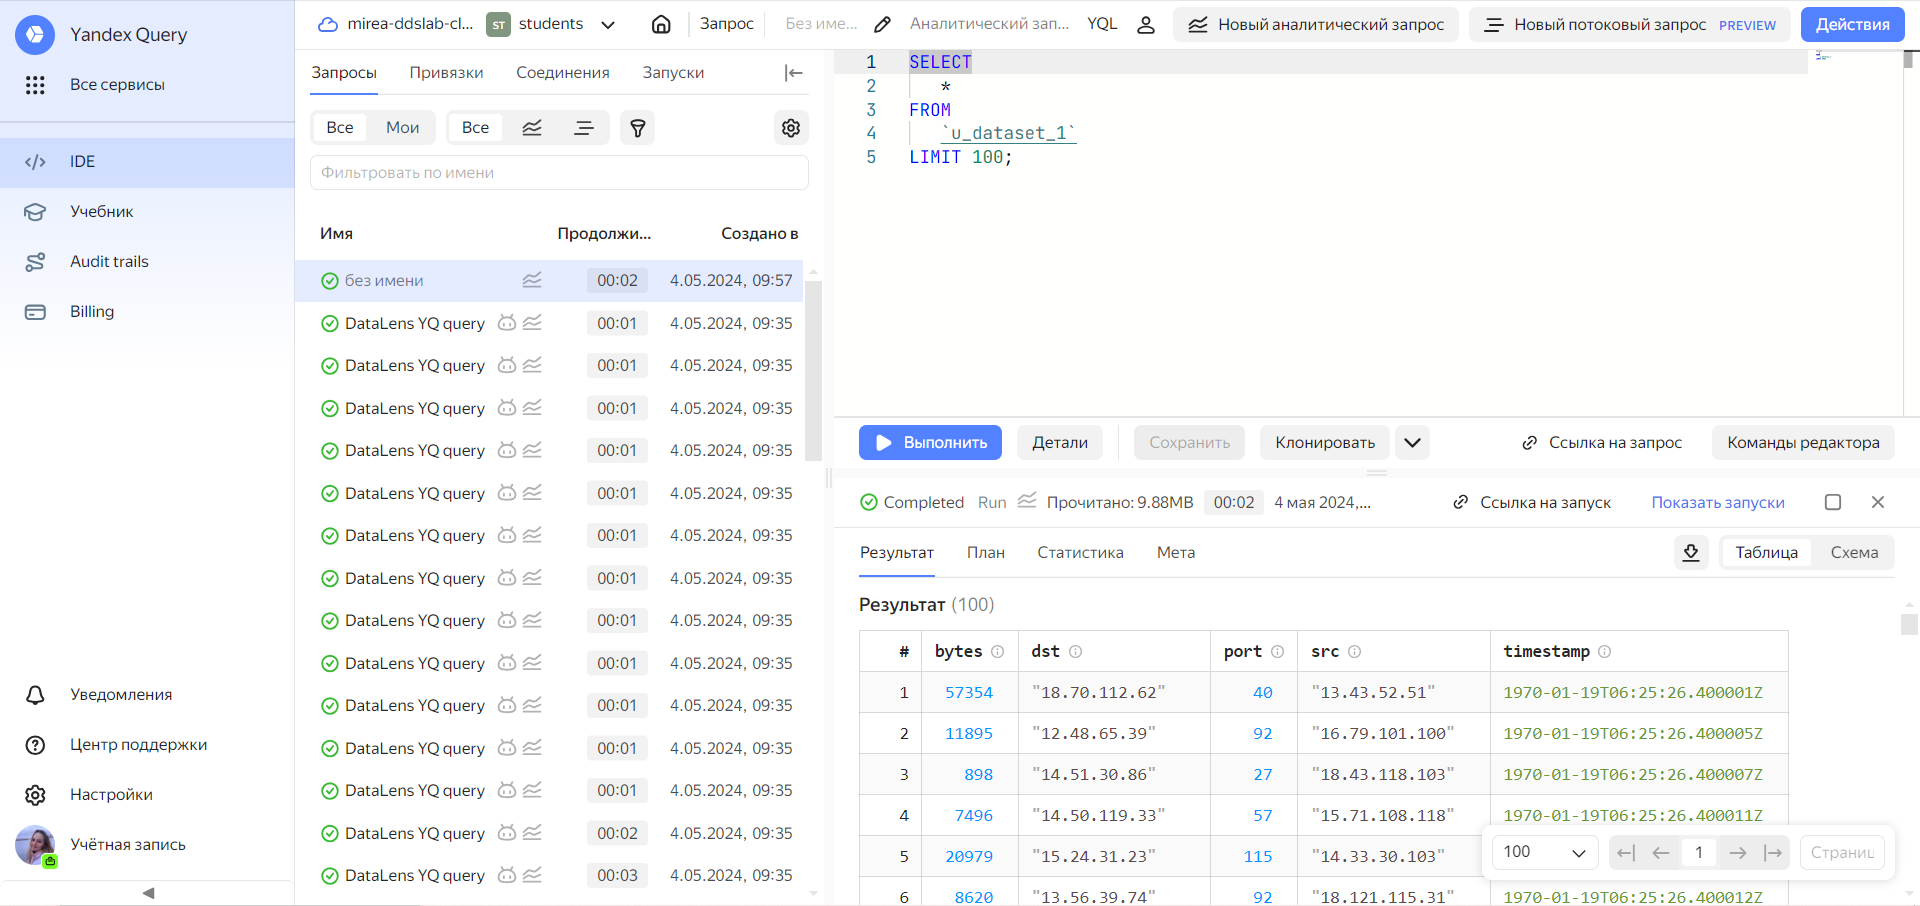 Yandex Query
Все сервисы
IDE
Учебник
Audit trails
Billing
Уведомления
Центр поддержки
Настройки
Учётная запись
mirea-ddslab-cl... ST students Запрос Без име... Аналитический зап... YQL Новый аналитический запрос Новый потоковый запрос PREVIEW Действия
Запросы Привязки Соединения Запуски
Все Мои Все
Фильтровать по имени
Имя Продолжи... Создано в
без имени 00:02 4.05.2024, 09:57
DataLens YQ query 00:01 4.05.2024, 09:35
DataLens YQ query 00:01 4.05.2024, 09:35
DataLens YQ query 00:01 4.05.2024, 09:35
DataLens YQ query 00:01 4.05.2024, 09:35
DataLens YQ query 00:01 4.05.2024, 09:35
DataLens YQ query 00:01 4.05.2024, 09:35
DataLens YQ query 00:01 4.05.2024, 09:35
DataLens YQ query 00:01 4.05.2024, 09:35
DataLens YQ query 00:01 4.05.2024, 09:35
DataLens YQ query 00:01 4.05.2024, 09:35
DataLens YQ query 00:01 4.05.2024, 09:35
DataLens YQ query 00:01 4.05.2024, 09:35
DataLens YQ query 00:02 4.05.2024, 09:35
DataLens YQ query 00:03 4.05.2024, 09:35
1 SELECT
2 *
3 FROM
4 `u_dataset_1`
5 LIMIT 100;
Выполнить Детали Сохранить Клонировать Ссылка на запрос Команды редактора
Completed Run Прочитано: 9.88MB 00:02 4 мая 2024,... Ссылка на запуск Показать запуски
Результат План Статистика Мета Таблица Схема
Результат (100)
# bytes dst port src timestamp
1 57354 "18.70.112.62" 40 "13.43.52.51" 1970-01-19T06:25:26.400001Z
2 11895 "12.48.65.39" 92 "16.79.101.100" 1970-01-19T06:25:26.400005Z
3 898 "14.51.30.86" 27 "18.43.118.103" 1970-01-19T06:25:26.400007Z
4 7496 "14.50.119.33" 57 "15.71.108.118" 1970-01-19T06:25:26.400011Z
5 20979 "15.24.31.23" 115 "14.33.30.103"
6 8620 "13.56.39.74" 92 "18.121.115.31" 1970-01-19T06:25:26.400012Z
100 1 Страниц